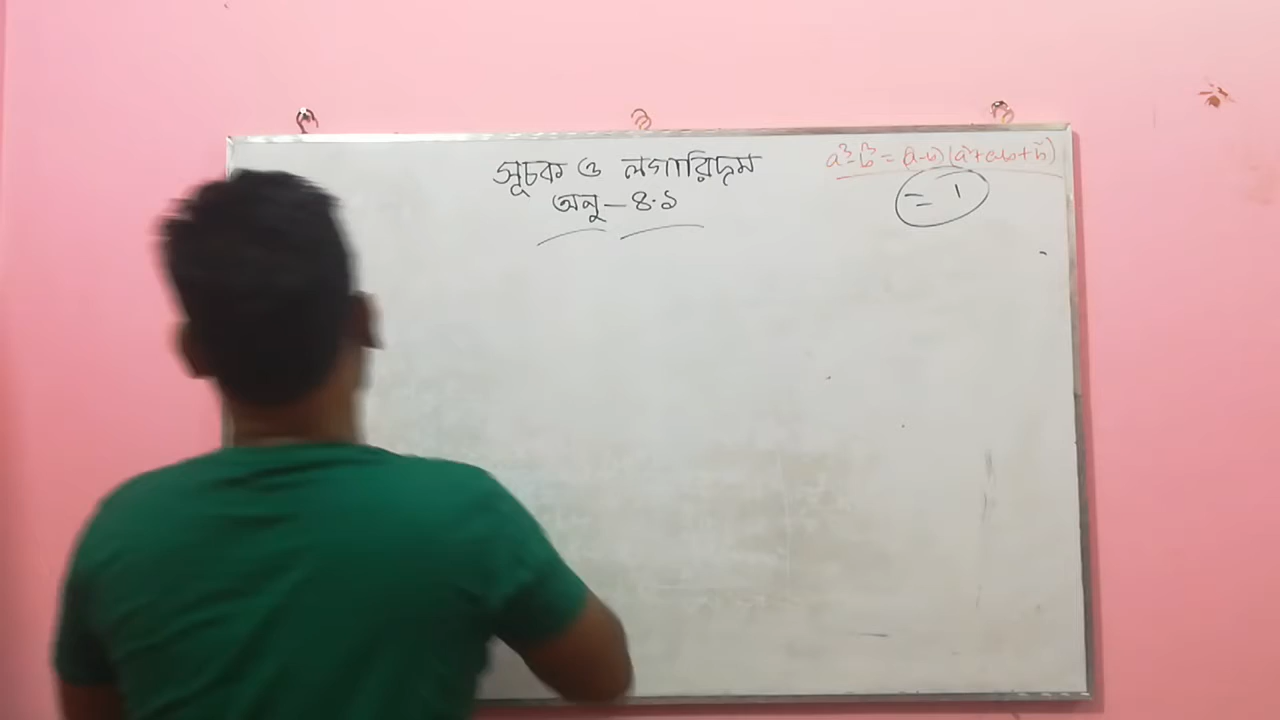 সূচক ও লগারিদম
অনু – ৪.১
a³-b³ = (a-b)(a²+ab+b²)
= 1